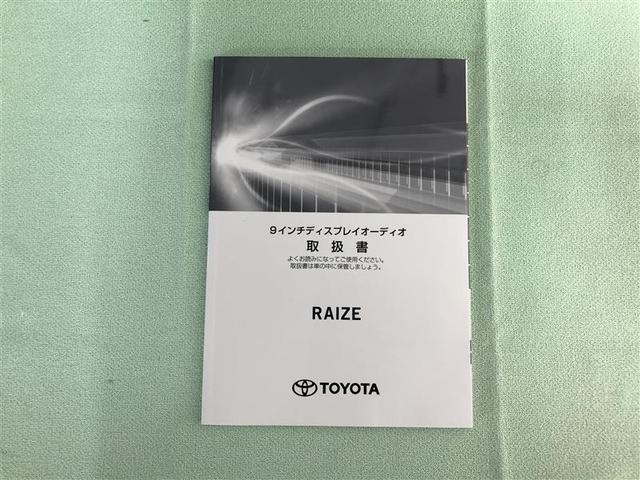 9インチディスプレイオーディオ
取扱書
よくお読みになってご使用ください。
取扱書は車の中に保管しましょう。
RAIZE
TOYOTA